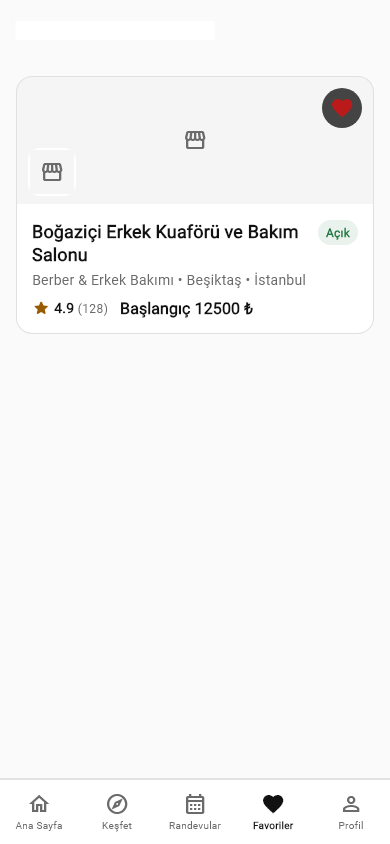 Boğaziçi Erkek Kuaförü ve Bakım
Salonu
Açık
Berber & Erkek Bakımı • Beşiktaş • İstanbul
4.9 (128) Başlangıç 12500 ₺
Ana Sayfa Keşfet Randevular Favoriler Profil